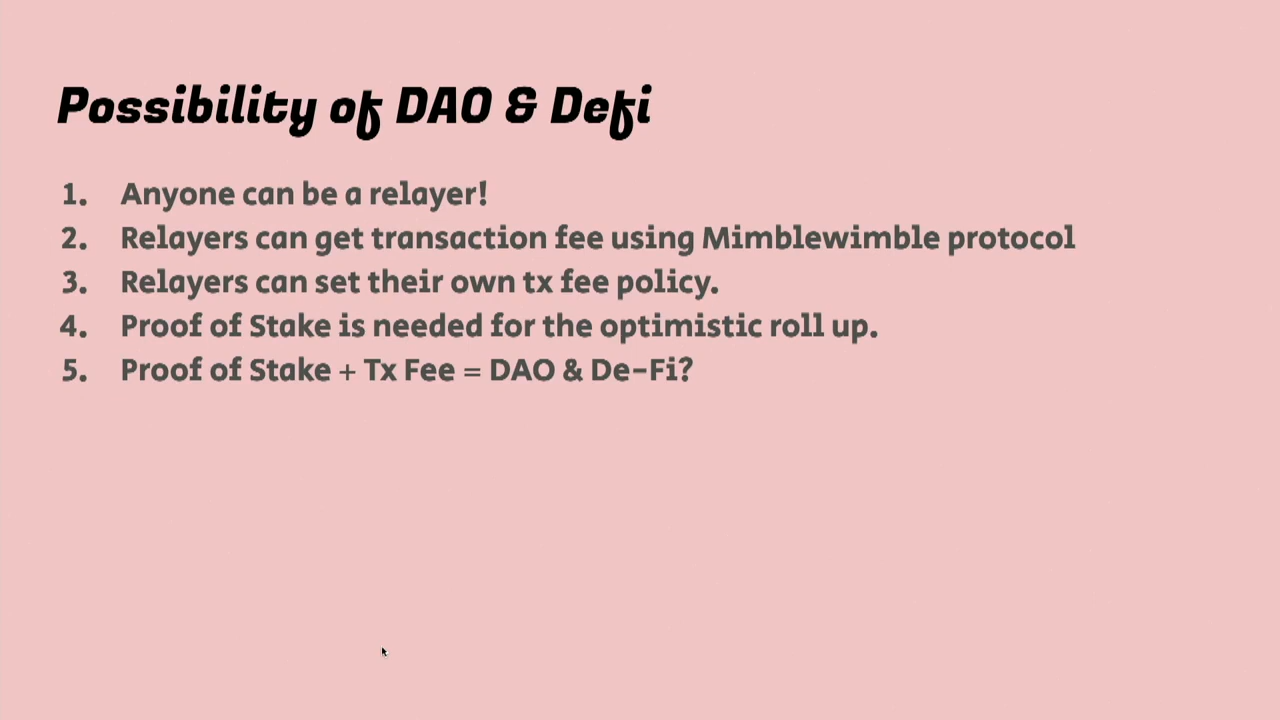 Possibility of DAO & Defi
1. Anyone can be a relayer!
2. Relayers can get transaction fee using Mimblewimble protocol
3. Relayers can set their own tx fee policy.
4. Proof of Stake is needed for the optimistic roll up.
5. Proof of Stake + Tx Fee = DAO & De-Fi?